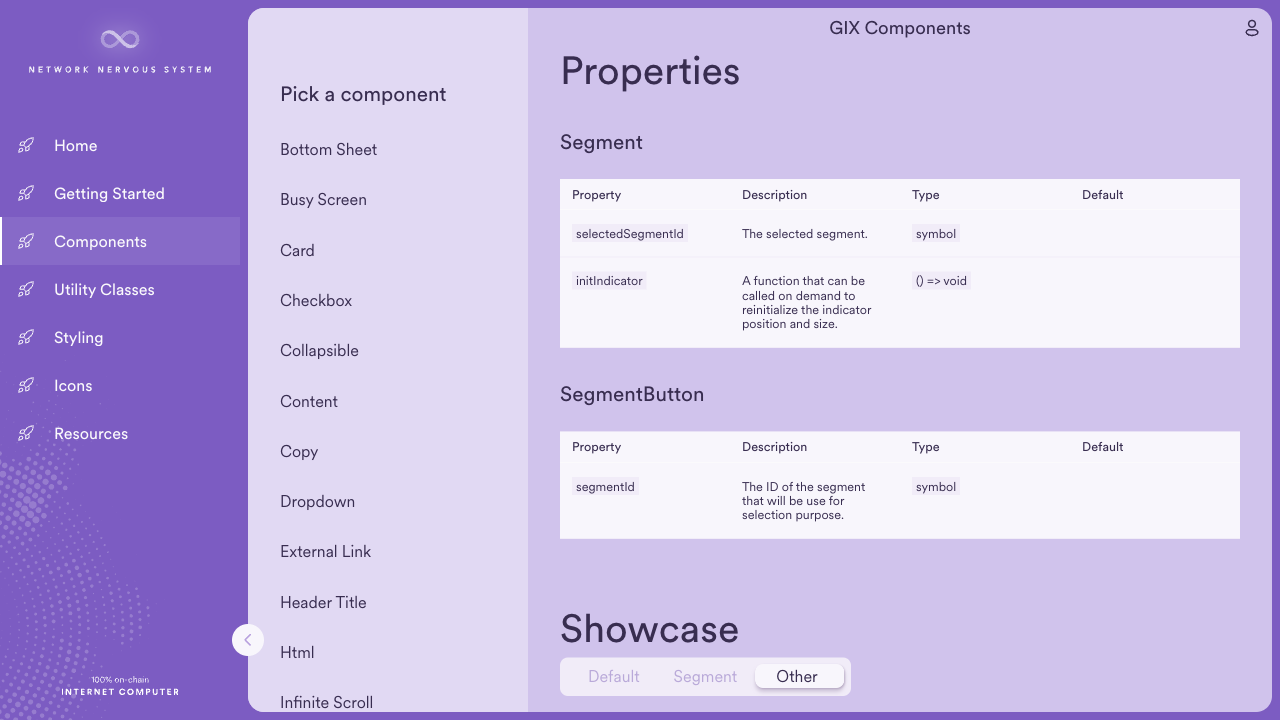 NETWORK NERVOUS SYSTEM
Home
Getting Started
Components
Utility Classes
Styling
Icons
Resources
100% on-chain
INTERNET COMPUTER
Pick a component
Bottom Sheet
Busy Screen
Card
Checkbox
Collapsible
Content
Copy
Dropdown
External Link
Header Title
Html
Infinite Scroll
GIX Components
Properties
Segment
Property Description Type Default
selectedSegmentId The selected segment. symbol
initIndicator A function that can be () => void
called on demand to
reinitialize the indicator
position and size.
SegmentButton
Property Description Type Default
segmentId The ID of the segment symbol
that will be use for
selection purpose.
Showcase
Default Segment Other